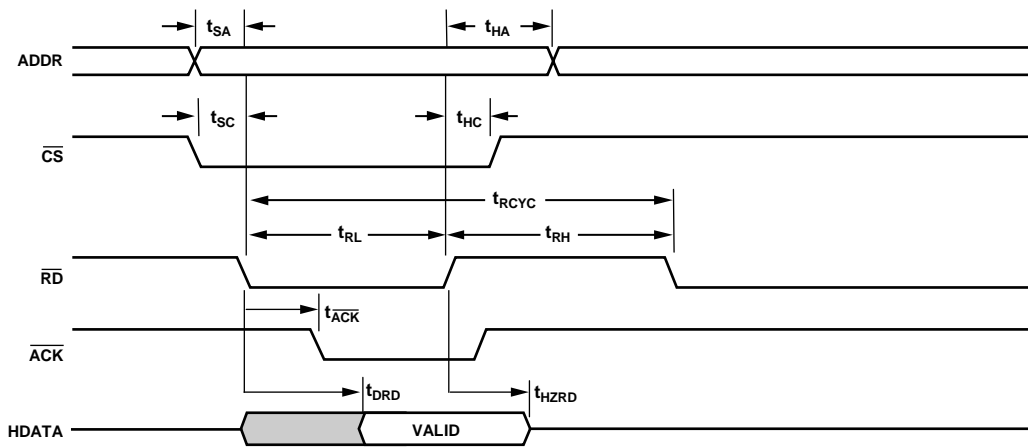 tSA tHA
ADDR
tSC tHC
CS
tRCYC
tRL tRH
RD
tACK
ACK
tDRD tHZRD
HDATA VALID